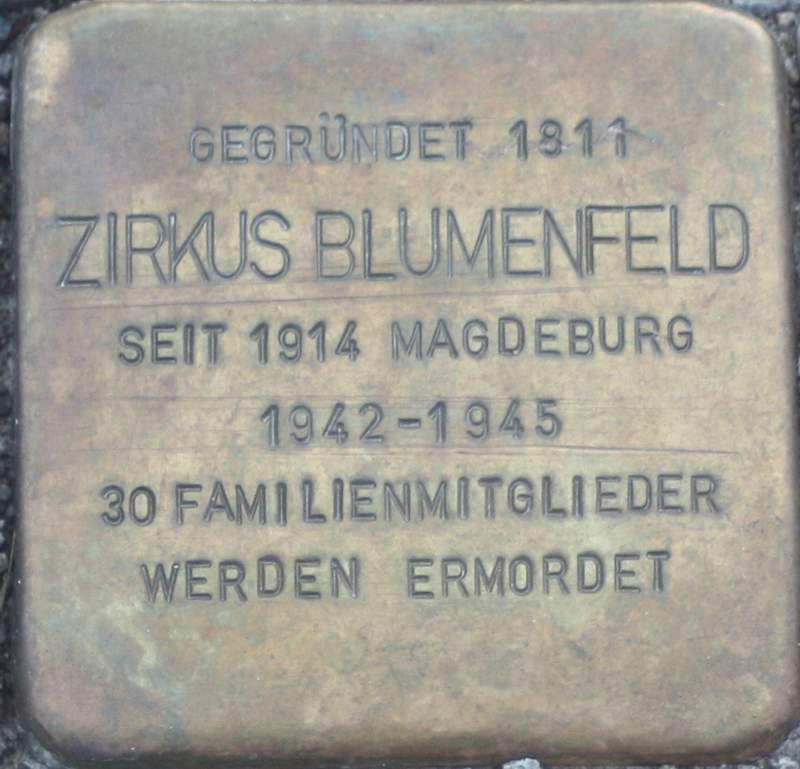 GEGRÜNDET 1811
ZIRKUS BLUMENFELD
SEIT 1914 MAGDEBURG
1942-1945
30 FAMILIENMITGLIEDER
WERDEN ERMORDET